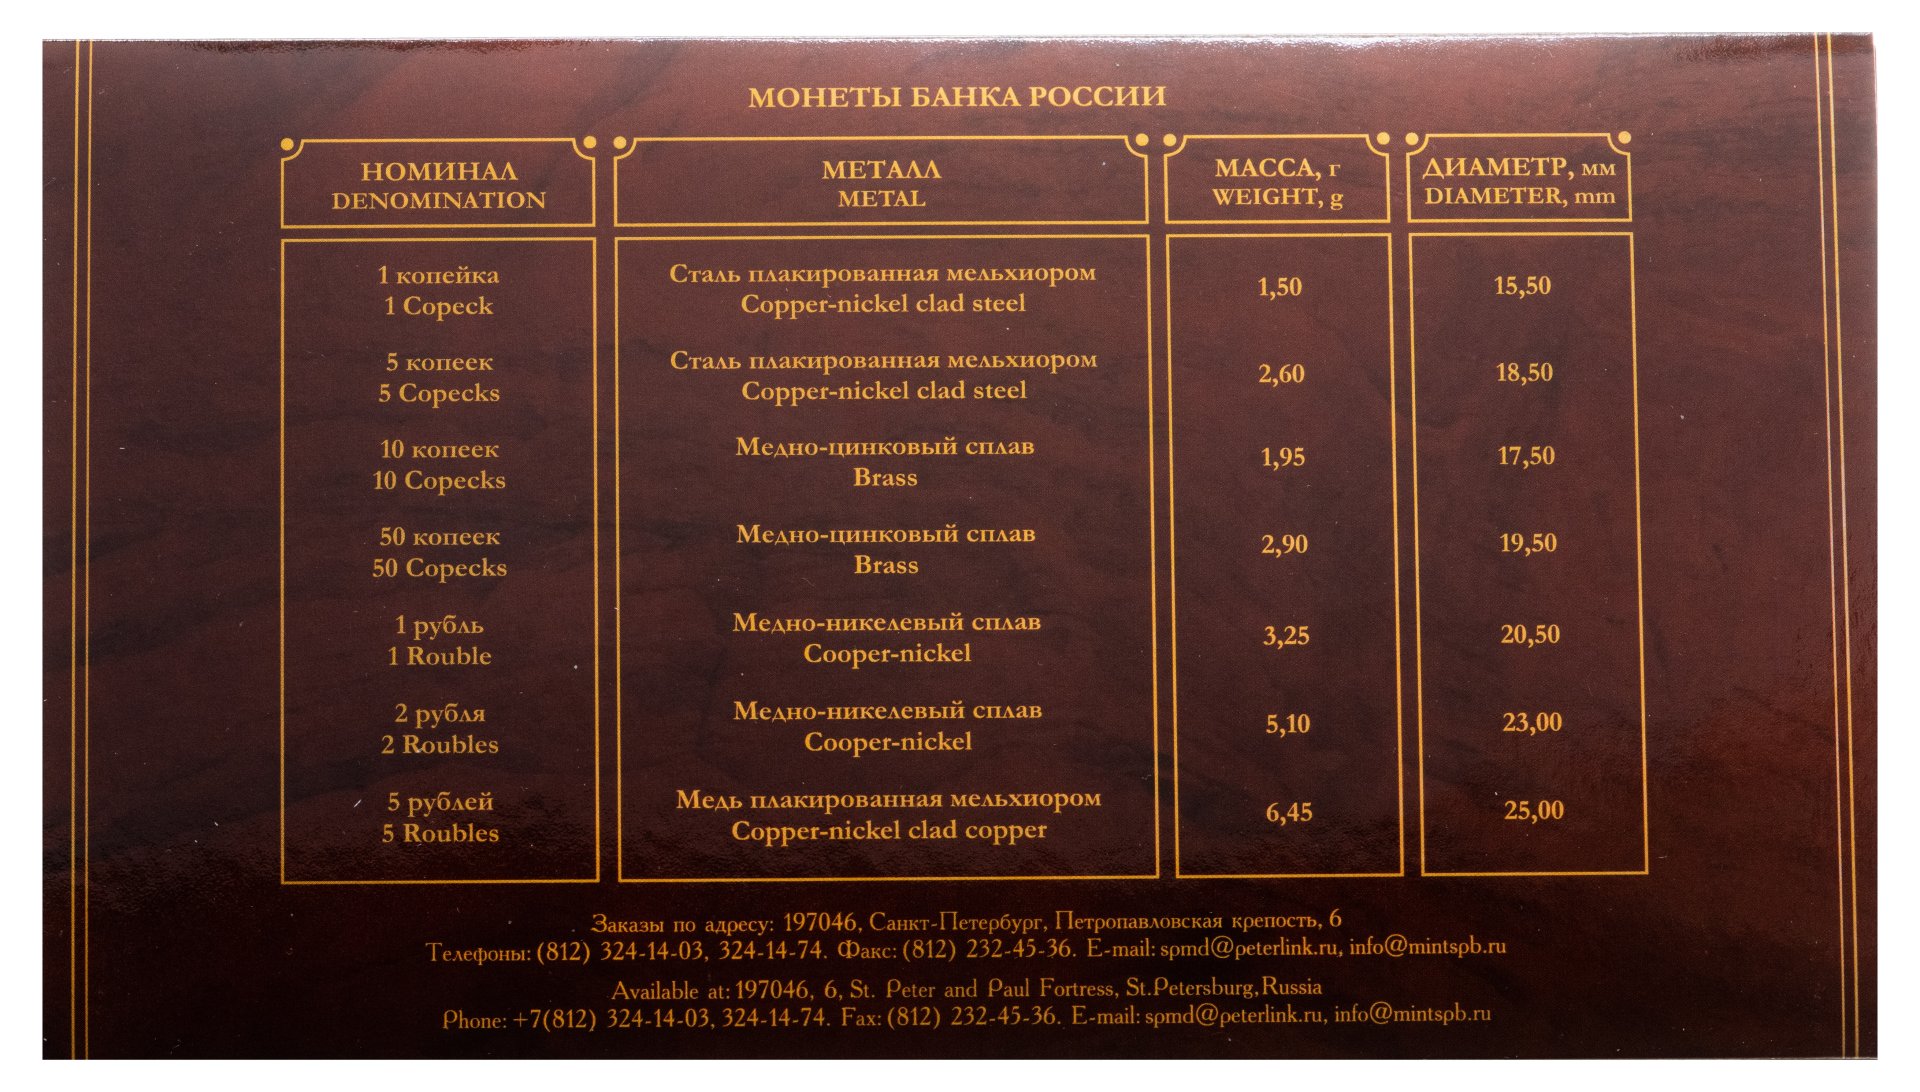 МОНЕТЫ БАНКА РОССИИ
НОМИНАЛ
DENOMINATION
МЕТАЛЛ
METAL
МАССА, г
WEIGHT, g
ДИАМЕТР, мм
DIAMETER, mm
1 копейка
1 Copeck
Сталь плакированная мельхиором
Copper-nickel clad steel
1,50
15,50
5 копеек
5 Copecks
Сталь плакированная мельхиором
Copper-nickel clad steel
2,60
18,50
10 копеек
10 Copecks
Медно-цинковый сплав
Brass
1,95
17,50
50 копеек
50 Copecks
Медно-цинковый сплав
Brass
2,90
19,50
1 рубль
1 Rouble
Медно-никелевый сплав
Cooper-nickel
3,25
20,50
2 рубля
2 Roubles
Медно-никелевый сплав
Cooper-nickel
5,10
23,00
5 рублей
5 Roubles
Медь плакированная мельхиором
Copper-nickel clad copper
6,45
25,00
Заказы по адресу: 197046, Санкт-Петербург, Петропавловская крепость, 6
Телефоны: (812) 324-14-03, 324-14-74. Факс: (812) 232-45-36. E-mail: spmd@peterlink.ru, info@mintspb.ru
Available at: 197046, 6, St. Peter and Paul Fortress, St.Petersburg, Russia
Phone: +7(812) 324-14-03, 324-14-74. Fax: (812) 232-45-36. E-mail: spmd@peterlink.ru, info@mintspb.ru